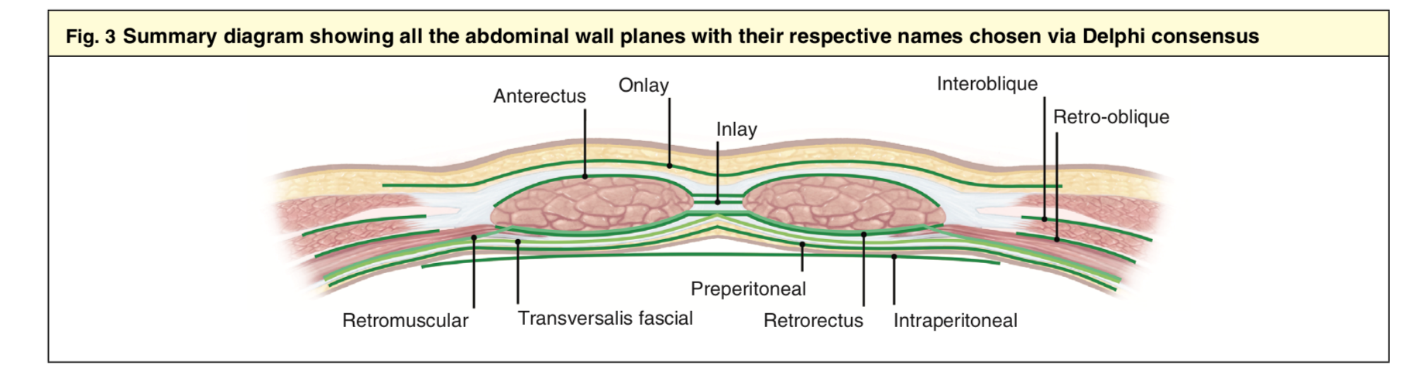 Fig. 3 Summary diagram showing all the abdominal wall planes with their respective names chosen via Delphi consensus
Anterectus
Onlay
Inlay
Interoblique
Retro-oblique
Retromuscular
Transversalis fascial
Preperitoneal
Retrorectus
Intraperitoneal